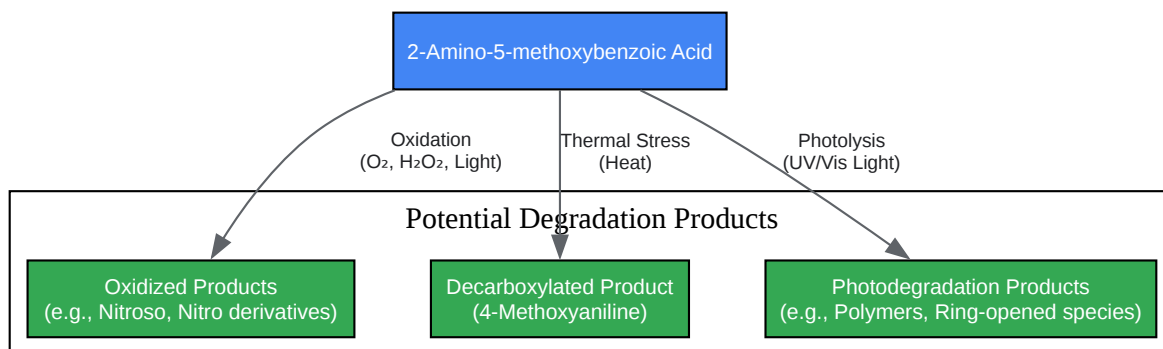 2-Amino-5-methoxybenzoic Acid
Oxidation
(O₂, H₂O₂, Light)
Thermal Stress
(Heat)
Photolysis
(UV/Vis Light)
Potential Degradation Products
Oxidized Products
(e.g., Nitroso, Nitro derivatives)
Decarboxylated Product
(4-Methoxyaniline)
Photodegradation Products
(e.g., Polymers, Ring-opened species)